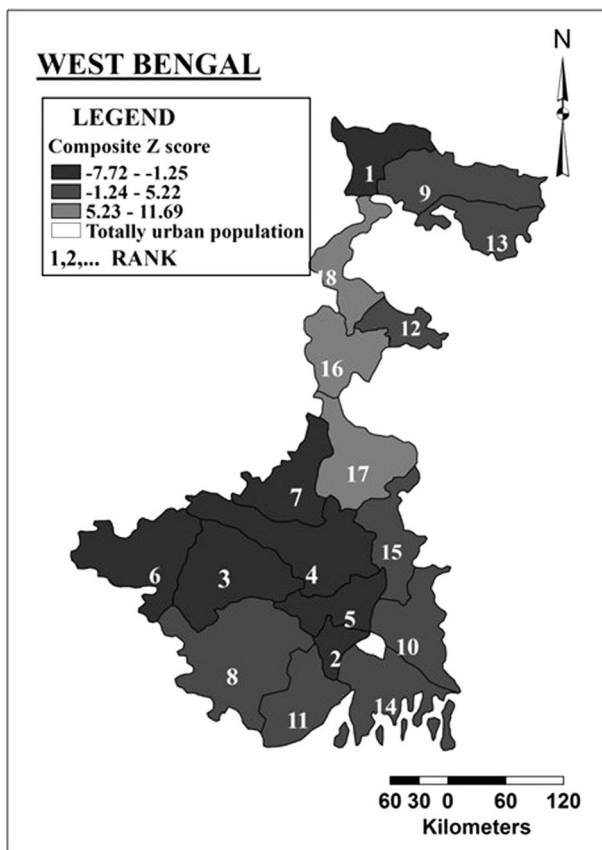 N
WEST BENGAL
LEGEND
Composite Z score
-7.72 - -1.25
-1.24 - 5.22
5.23 - 11.69
Totally urban population
1,2,... RANK
1
9
13
18
12
16
17
7
15
6
3
4
5
10
2
8
14
11
60 30 0 60 120
Kilometers